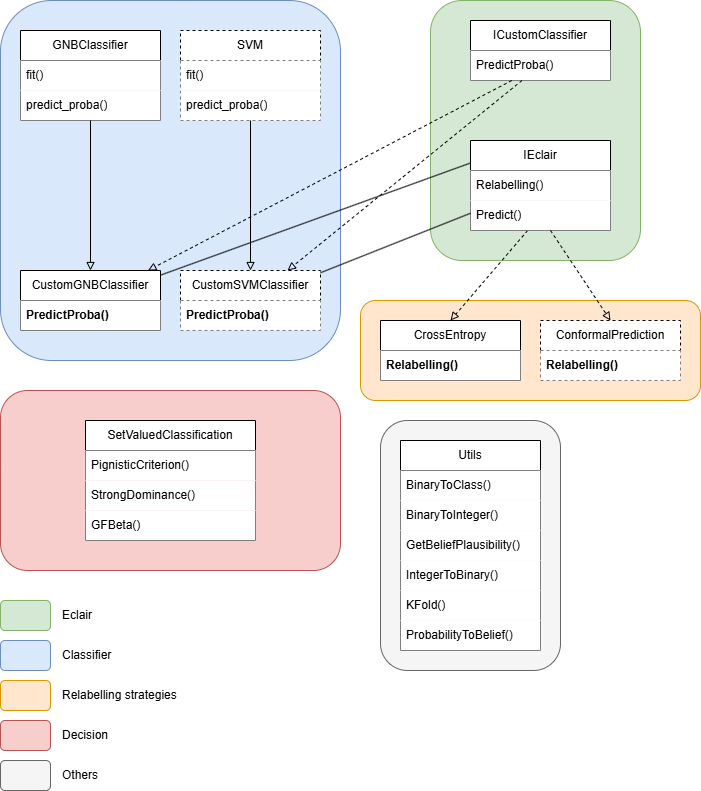 GNBClassifier
fit()
predict_proba()
SVM
fit()
predict_proba()
ICustomClassifier
PredictProba()
IEclair
Relabelling()
Predict()
CustomGNBClassifier
PredictProba()
CustomSVMClassifier
PredictProba()
CrossEntropy
Relabelling()
ConformalPrediction
Relabelling()
SetValuedClassification
PignisticCriterion()
StrongDominance()
GFBeta()
Utils
BinaryToClass()
BinaryToInteger()
GetBeliefPlausibility()
IntegerToBinary()
KFold()
ProbabilityToBelief()
Eclair
Classifier
Relabelling strategies
Decision
Others